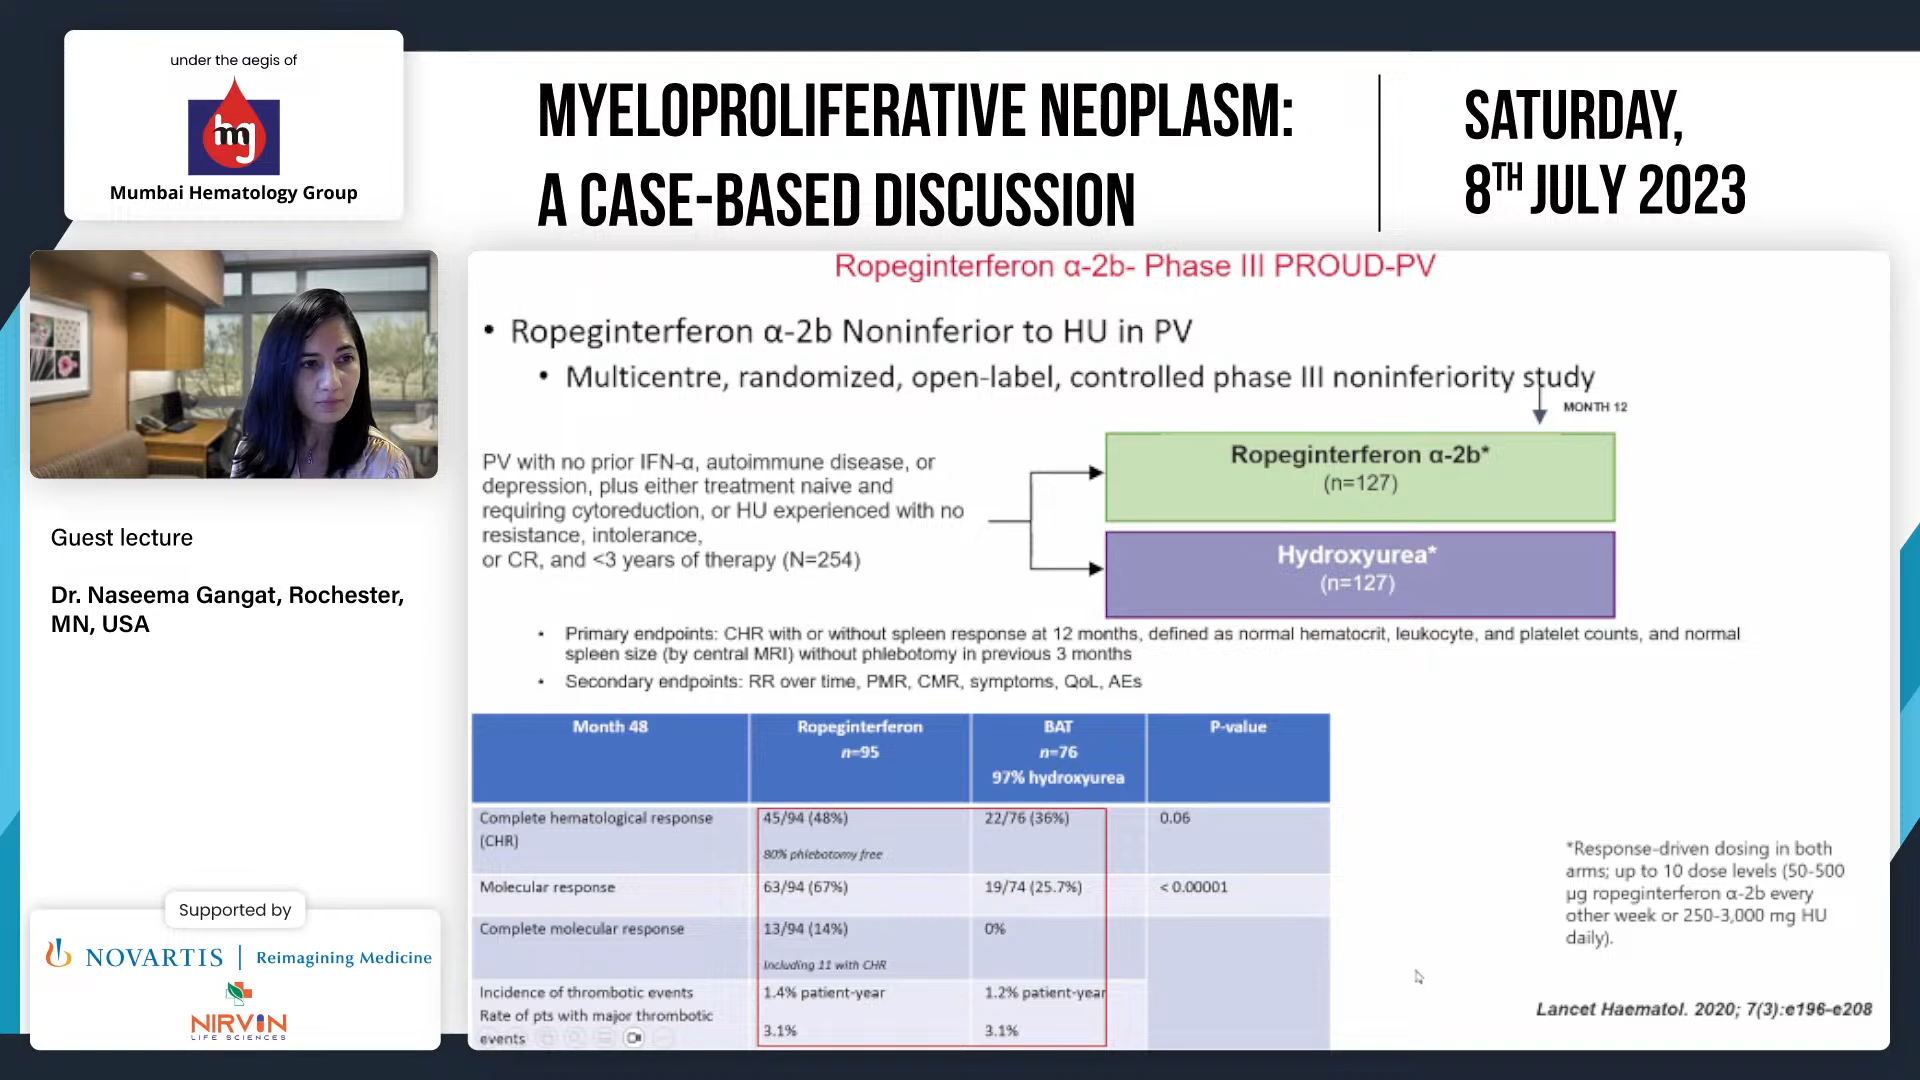 under the aegis of
mg
Mumbai Hematology Group
MYELOPROLIFERATIVE NEOPLASM:
A CASE-BASED DISCUSSION
SATURDAY,
8TH JULY 2023
Guest lecture
Dr. Naseema Gangat, Rochester,
MN, USA
Supported by
NOVARTIS | Reimagining Medicine
NIRVIN
LIFE SCIENCES
Ropeginterferon α-2b- Phase III PROUD-PV
• Ropeginterferon α-2b Noninferior to HU in PV
• Multicentre, randomized, open-label, controlled phase III noninferiority study
MONTH 12
PV with no prior IFN-α, autoimmune disease, or
depression, plus either treatment naive and
requiring cytoreduction, or HU experienced with no
resistance, intolerance,
or CR, and <3 years of therapy (N=254)
Ropeginterferon α-2b*
(n=127)
Hydroxyurea*
(n=127)
• Primary endpoints: CHR with or without spleen response at 12 months, defined as normal hematocrit, leukocyte, and platelet counts, and normal
spleen size (by central MRI) without phlebotomy in previous 3 months
• Secondary endpoints: RR over time, PMR, CMR, symptoms, QoL, AEs
Month 48
Ropeginterferon
n=95
BAT
n=76
97% hydroxyurea
P-value
Complete hematological response
(CHR)
45/94 (48%)
80% phlebotomy free
22/76 (36%)
0.06
Molecular response
63/94 (67%)
19/74 (25.7%)
< 0.00001
Complete molecular response
13/94 (14%)
Including 11 with CHR
0%
Incidence of thrombotic events
Rate of pts with major thrombotic
events
1.4% patient-year
3.1%
1.2% patient-year
3.1%
*Response-driven dosing in both
arms; up to 10 dose levels (50-500
µg ropeginterferon α-2b every
other week or 250-3,000 mg HU
daily).
Lancet Haematol. 2020; 7(3):e196-e208